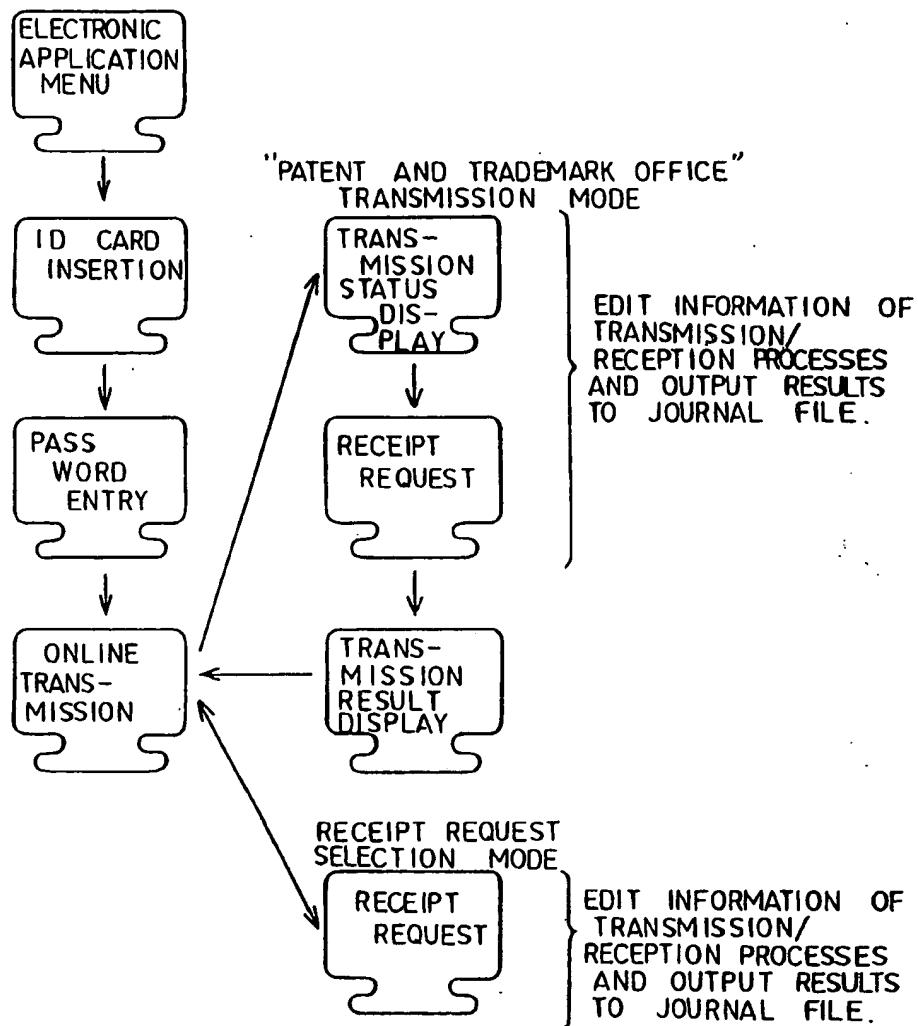 ELECTRONIC
APPLICATION
MENU
ID CARD
INSERTION
PASS
WORD
ENTRY
ONLINE
TRANS-
MISSION
"PATENT AND TRADEMARK OFFICE"
TRANSMISSION MODE
TRANS-
MISSION
STATUS
DIS-
PLAY
RECEIPT
REQUEST
TRANS-
MISSION
RESULT
DISPLAY
EDIT INFORMATION OF
TRANSMISSION/
RECEPTION PROCESSES
AND OUTPUT RESULTS
TO JOURNAL FILE.
RECEIPT REQUEST
SELECTION MODE
RECEIPT
REQUEST
EDIT INFORMATION OF
TRANSMISSION/
RECEPTION PROCESSES
AND OUTPUT RESULTS
TO JOURNAL FILE.